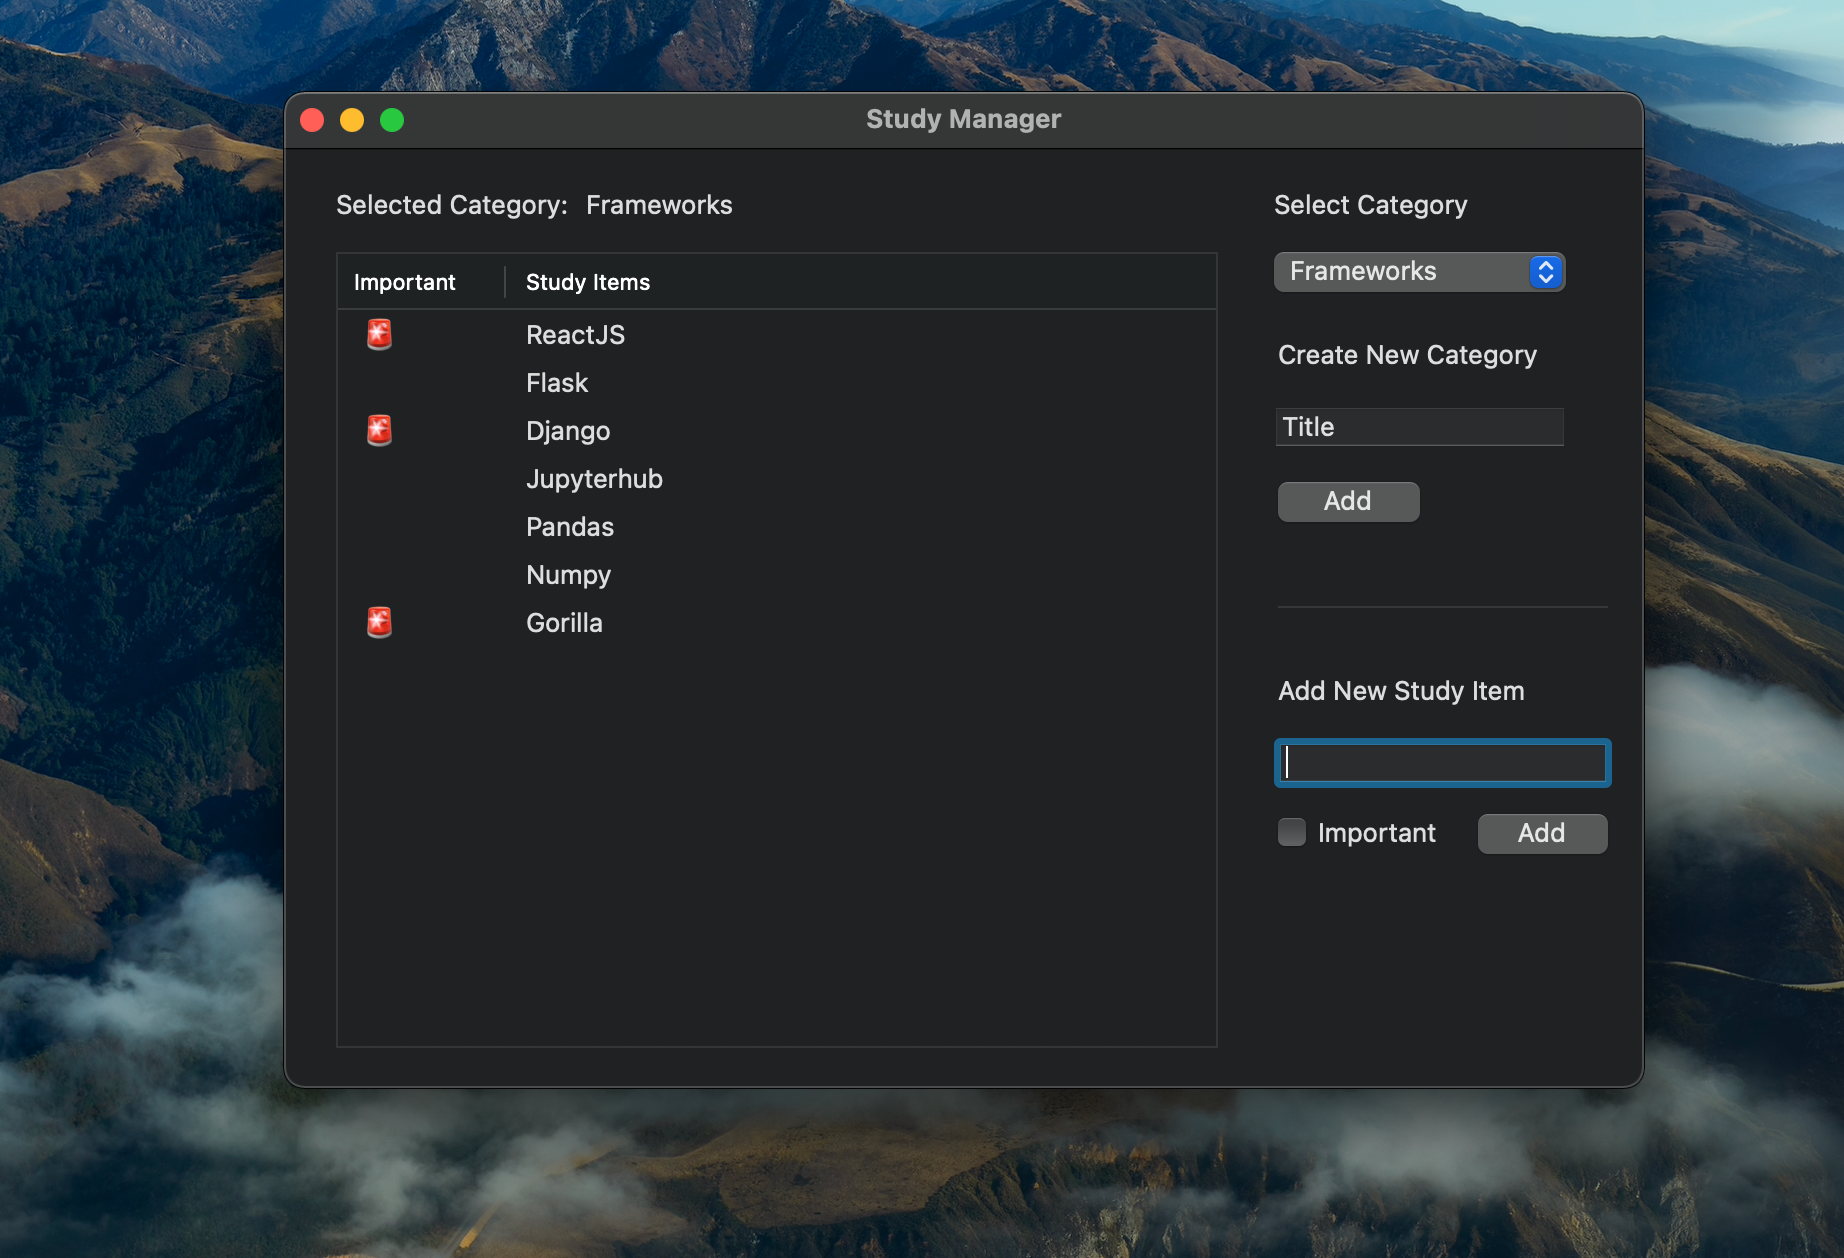 Study Manager
Selected Category: Frameworks
Important Study Items
ReactJS
Flask
Django
Jupyterhub
Pandas
Numpy
Gorilla
Select Category
Frameworks
Create New Category
Title
Add
Add New Study Item
Important Add